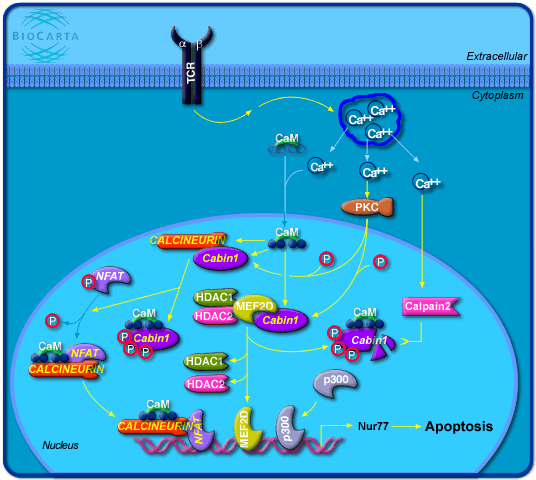 BIOCARTA
α β
TCR
Extracellular
Cytoplasm
Ca++
Ca++
Ca++
CaM
Ca++
Ca++
Ca++
PKC
CALCINEURIN
CaM
Cabin1
P
P
P
NFAT
P
HDAC1
MEF2D
HDAC2
Cabin1
Calpain2
CaM
P
Cabin1
P
P
CaM
P
Cabin1
P
P
CaM
NFAT
CALCINEURIN
HDAC1
HDAC2
p300
CaM
CALCINEURIN
NFAT
MEF2D
p300
Nur77
Apoptosis
Nucleus